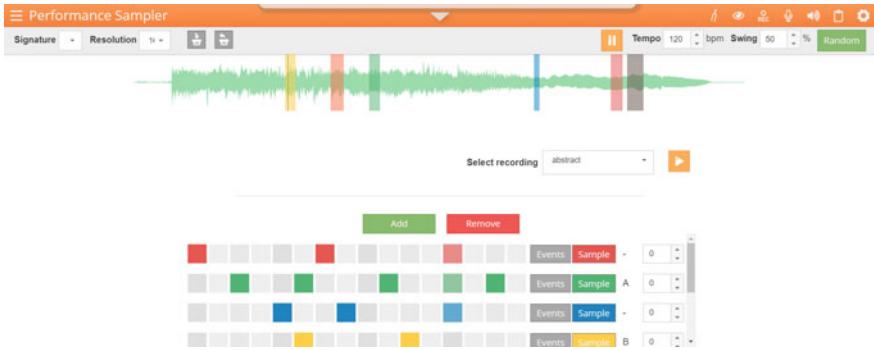 Performance Sampler
REC
Signature Resolution Tempo 120 bpm Swing 50 % Random
Select recording abstract
Add Remove
Events Sample - 0
Events Sample A 0
Events Sample - 0
Events Sample B 0